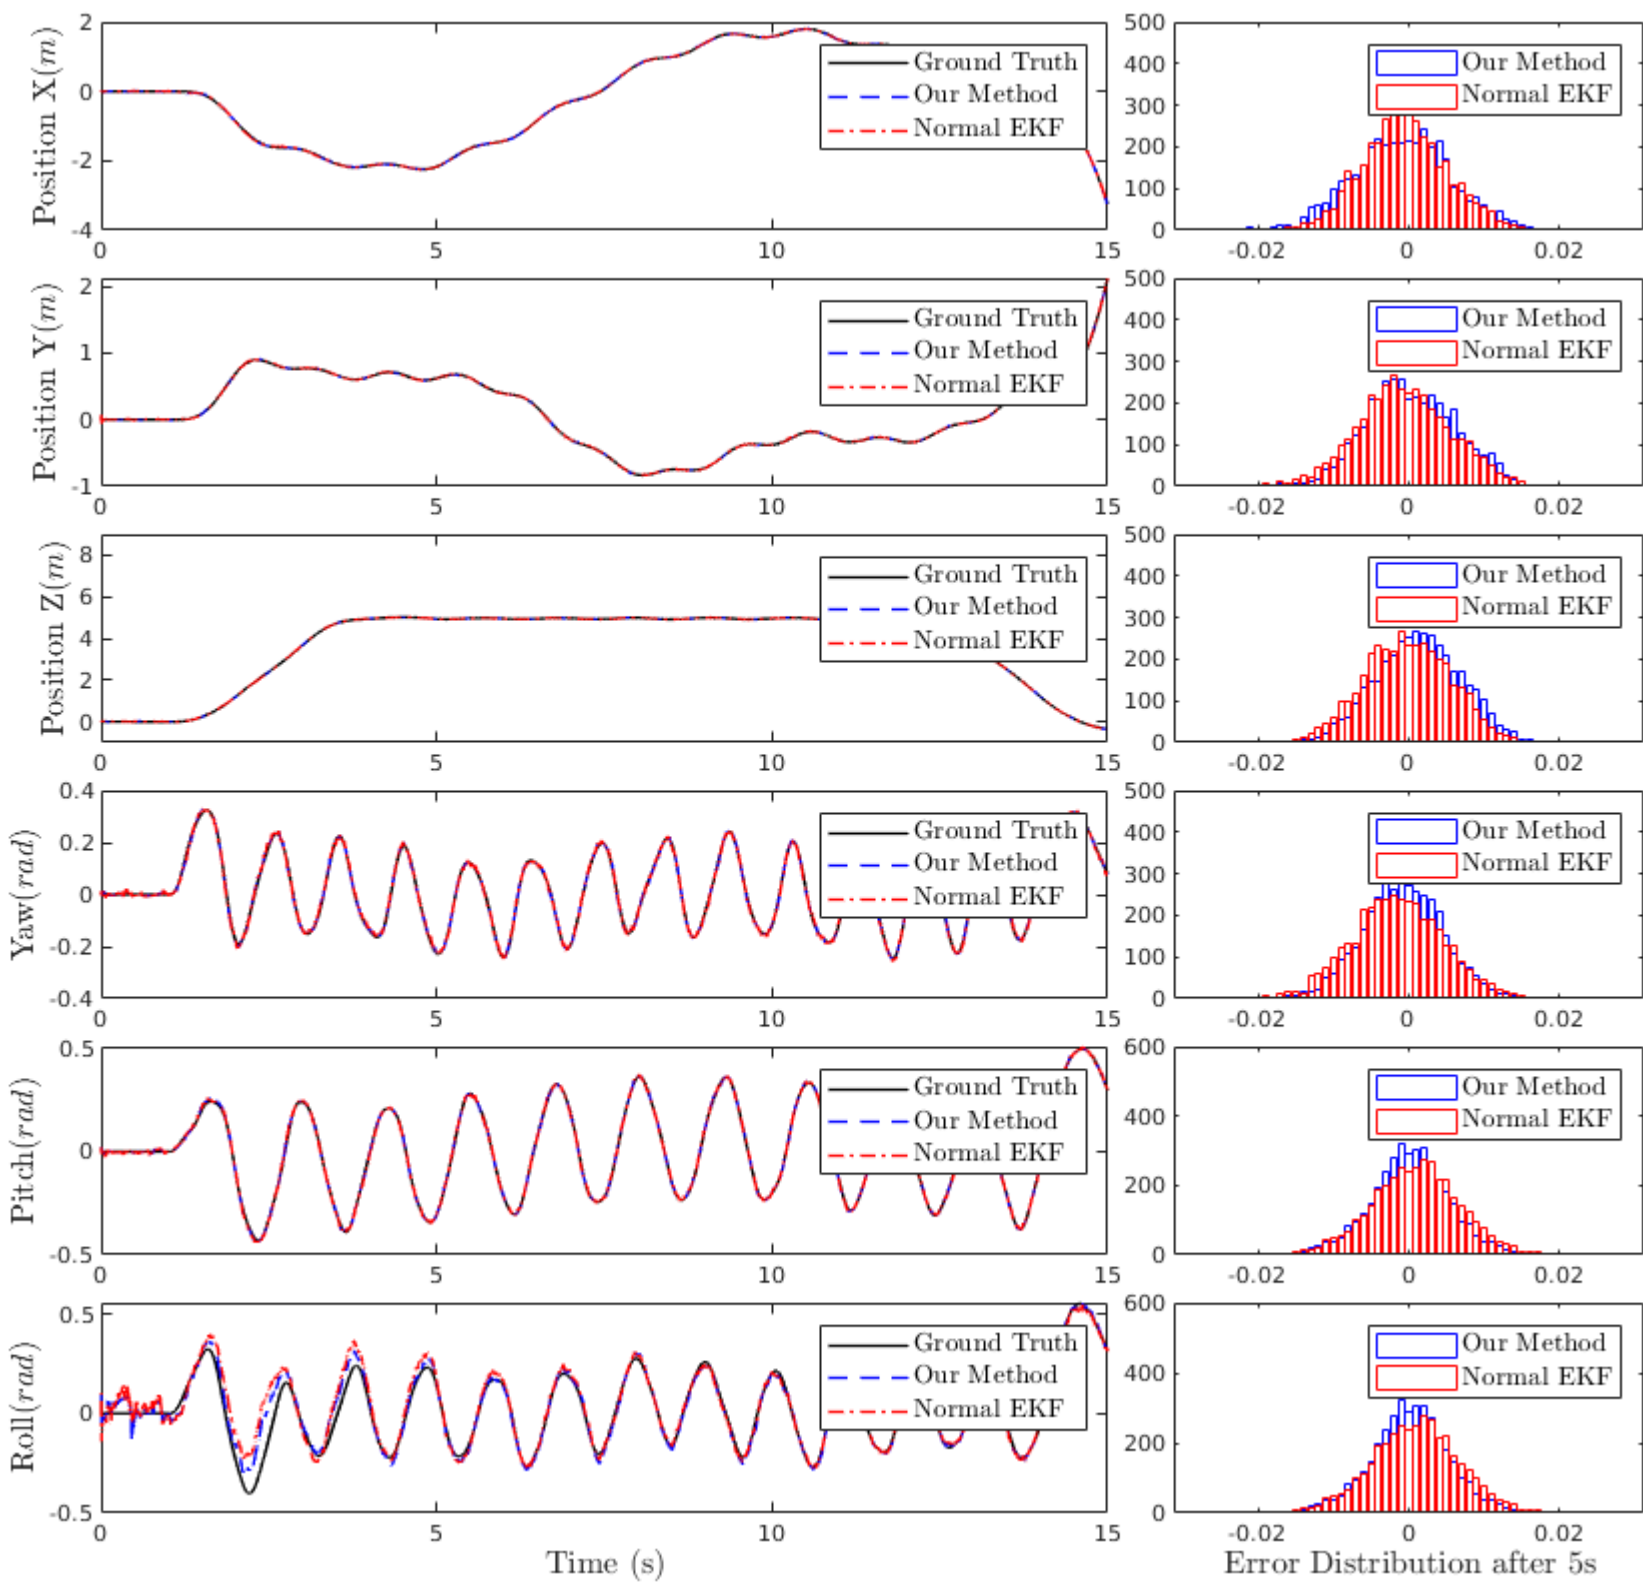 Position X(m)
2
0
-2
-4
0
5
10
15
Ground Truth
Our Method
Normal EKF
500
400
300
200
100
0
-0.02
0
0.02
Our Method
Normal EKF
Position Y(m)
2
1
0
-1
0
5
10
15
Ground Truth
Our Method
Normal EKF
500
400
300
200
100
0
-0.02
0
0.02
Our Method
Normal EKF
Position Z(m)
8
6
4
2
0
0
5
10
15
Ground Truth
Our Method
Normal EKF
500
400
300
200
100
0
-0.02
0
0.02
Our Method
Normal EKF
Yaw(rad)
0.4
0.2
0
-0.2
-0.4
0
5
10
15
Ground Truth
Our Method
Normal EKF
500
400
300
200
100
0
-0.02
0
0.02
Our Method
Normal EKF
Pitch(rad)
0.5
0
-0.5
0
5
10
15
Ground Truth
Our Method
Normal EKF
600
400
200
0
-0.02
0
0.02
Our Method
Normal EKF
Roll(rad)
0.5
0
-0.5
0
5
10
15
Ground Truth
Our Method
Normal EKF
600
400
200
0
-0.02
0
0.02
Our Method
Normal EKF
Time (s)
Error Distribution after 5s